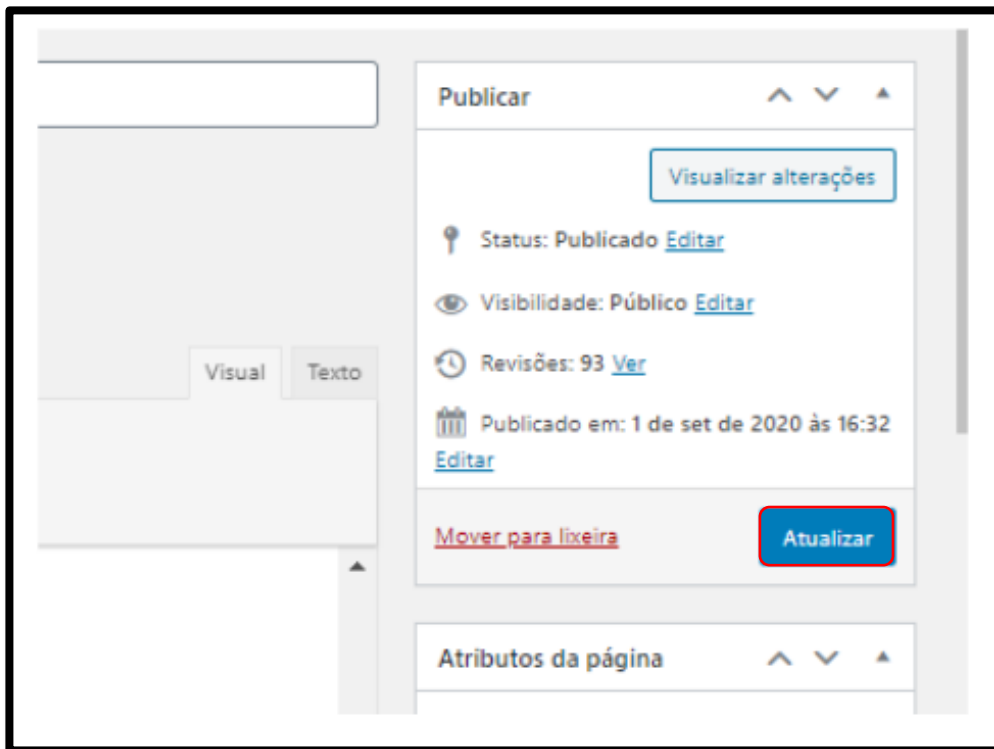 Publicar
Visualizar alterações
Status: Publicado Editar
Visibilidade: Público Editar
Visual
Texto
Revisões: 93 Ver
Publicado em: 1 de set de 2020 às 16:32
Editar
Mover para lixeira
Atualizar
Atributos da página